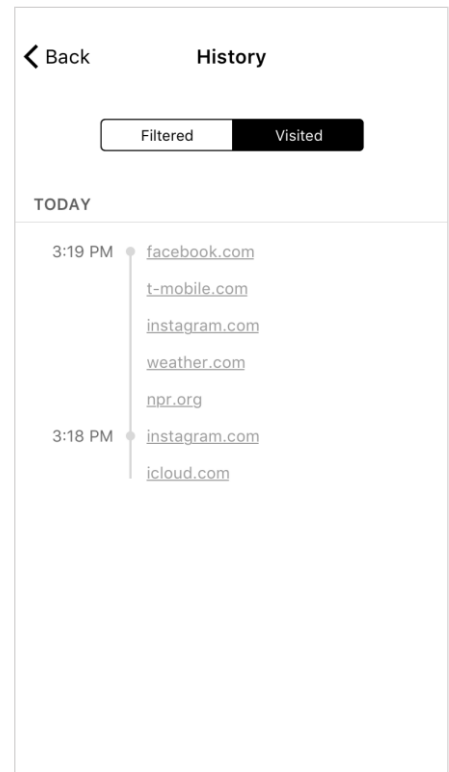 Back History
Filtered Visited
TODAY
3:19 PM facebook.com
t-mobile.com
instagram.com
weather.com
npr.org
3:18 PM instagram.com
icloud.com